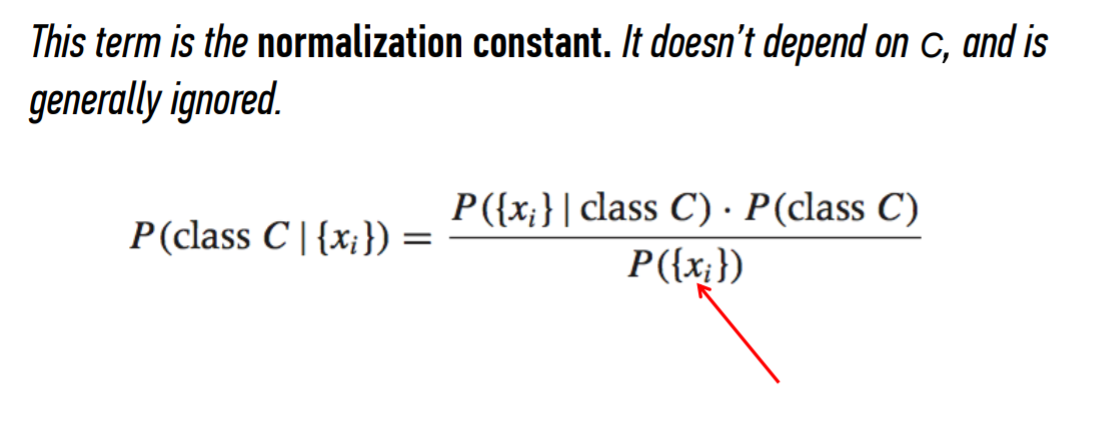 This term is the normalization constant. It doesn't depend on C, and is
generally ignored.
P(class C | {xᵢ}) = P({xᵢ} | class C) · P(class C)
P({xᵢ})